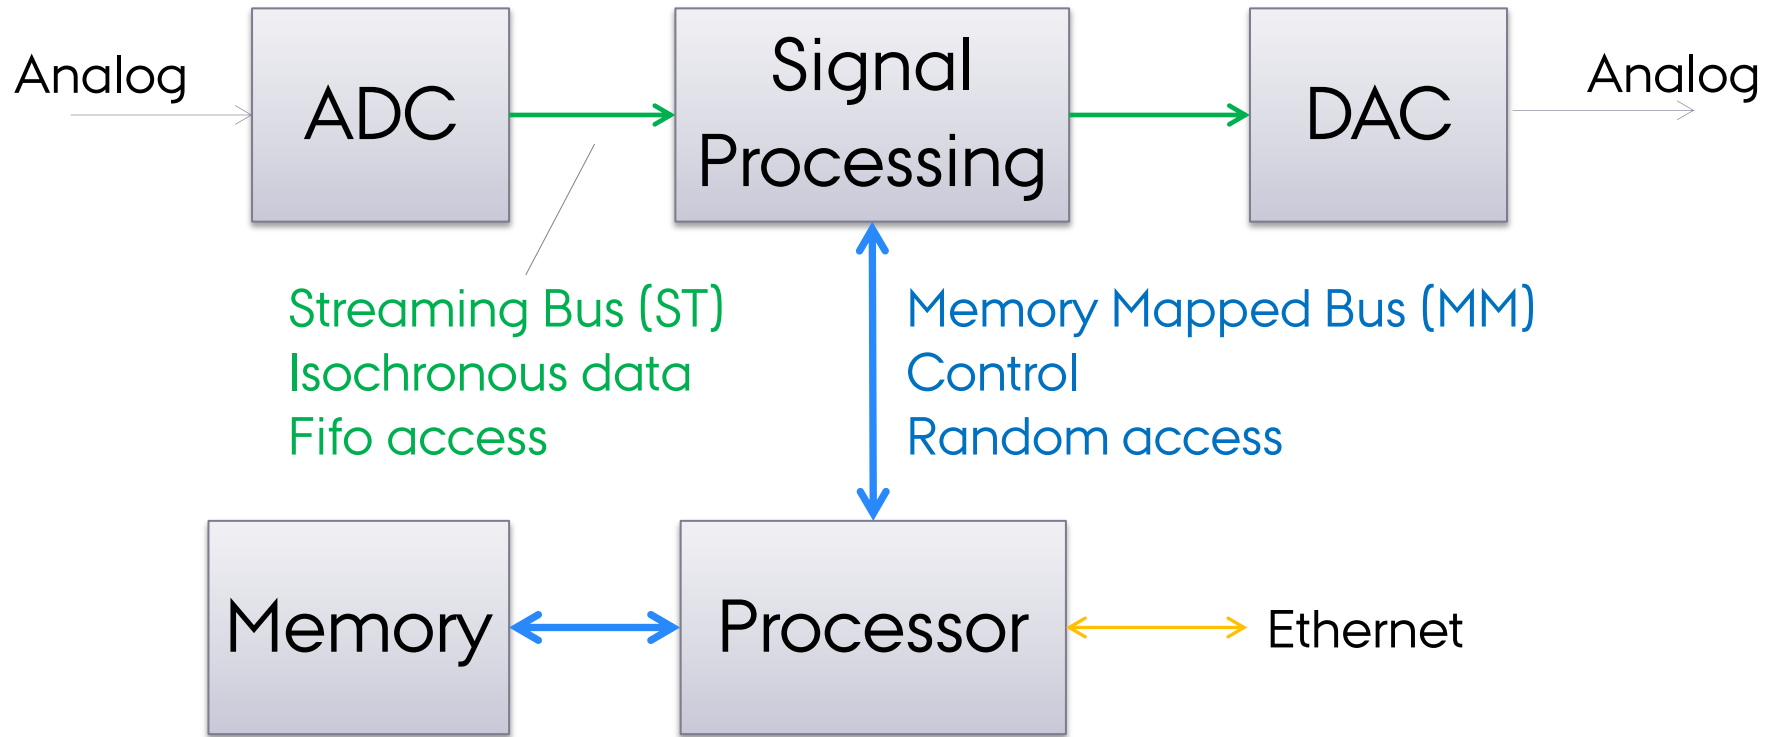 Analog
ADC
Signal
Processing
DAC
Analog
Streaming Bus (ST)
Isochronous data
Fifo access
Memory Mapped Bus (MM)
Control
Random access
Memory
Processor
Ethernet